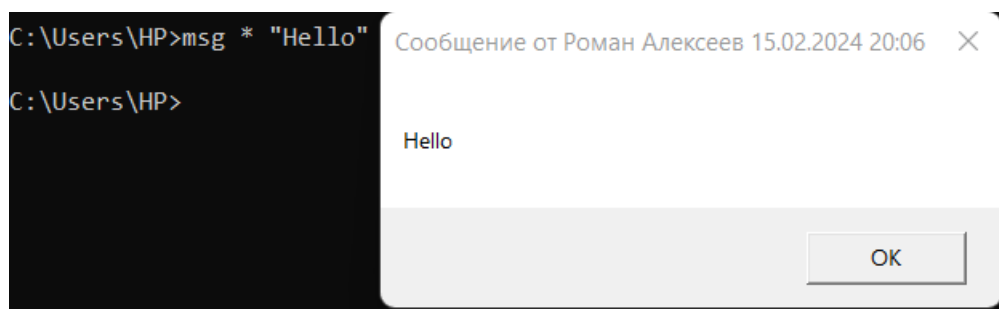 C:\Users\HP>msg * "Hello"
C:\Users\HP>
Сообщение от Роман Алексеев 15.02.2024 20:06
Hello
OK